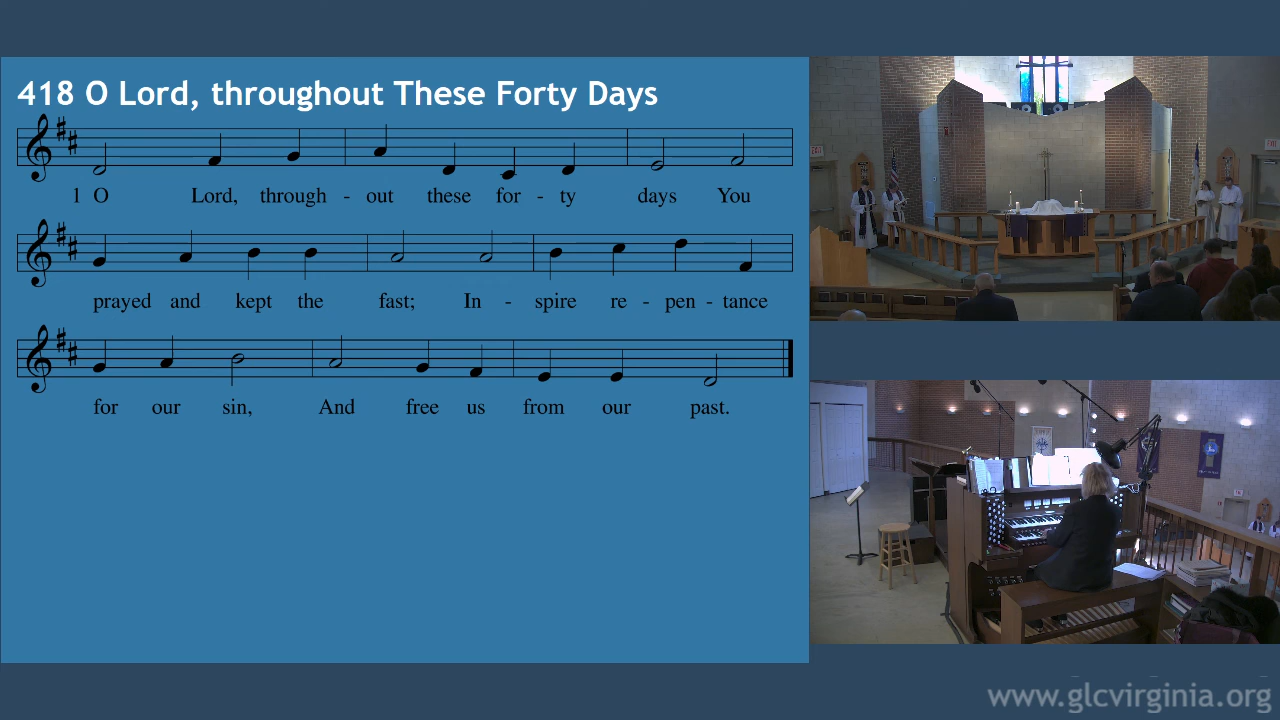 418 O Lord, throughout These Forty Days
1 O Lord, through - out these for - ty days You
prayed and kept the fast; In - spire re - pen - tance
for our sin, And free us from our past.
www.glcvirginia.org